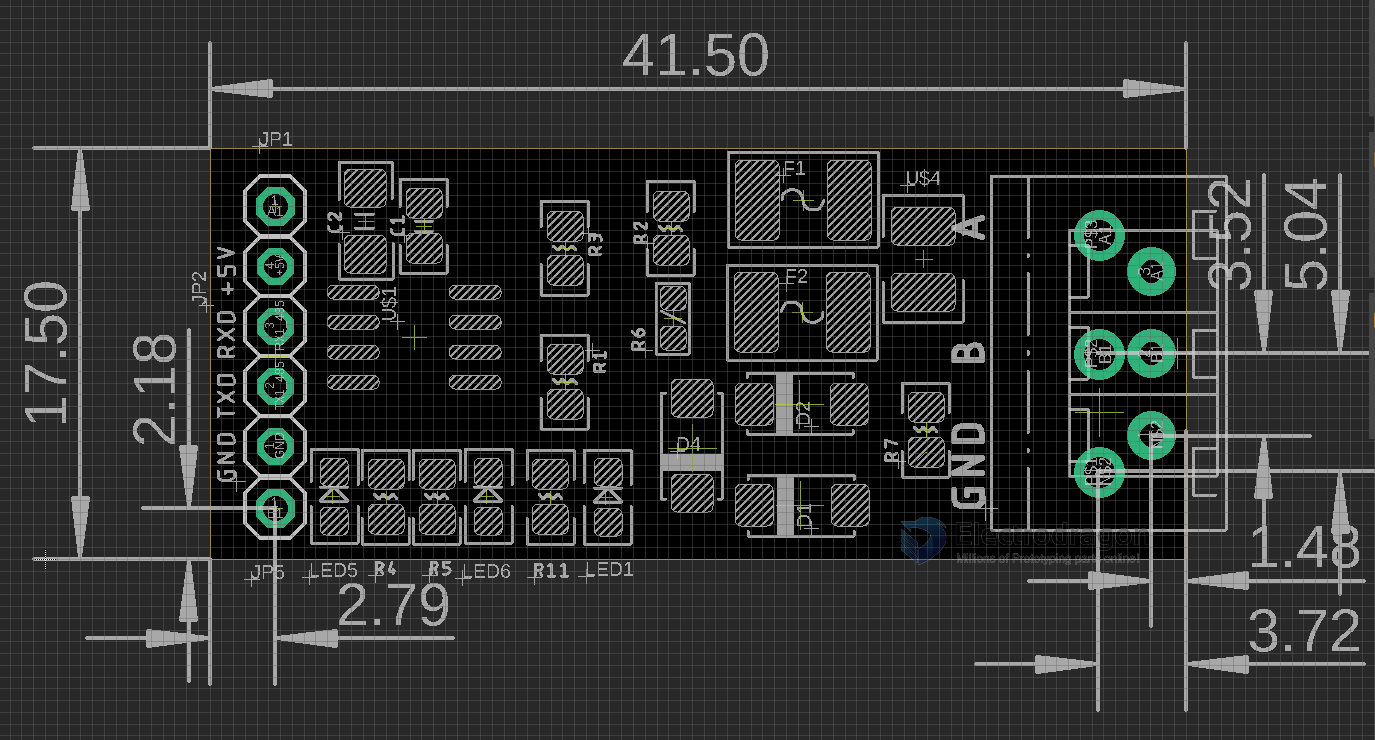 41.50
JP1
F1
U$4
A
3.52
5.04
C2
C1
R3
R2
A1
+5V
JP2
U$1
F2
17.50
RXD
R6
R1
B
B1
2.18
TXD
D2
D4
R7
GND
GND
D1
Electrodragon
Millions of Prototyping parts online!
1.48
JP5
LED5
R4
R5
LED6
R11
LED1
2.79
3.72